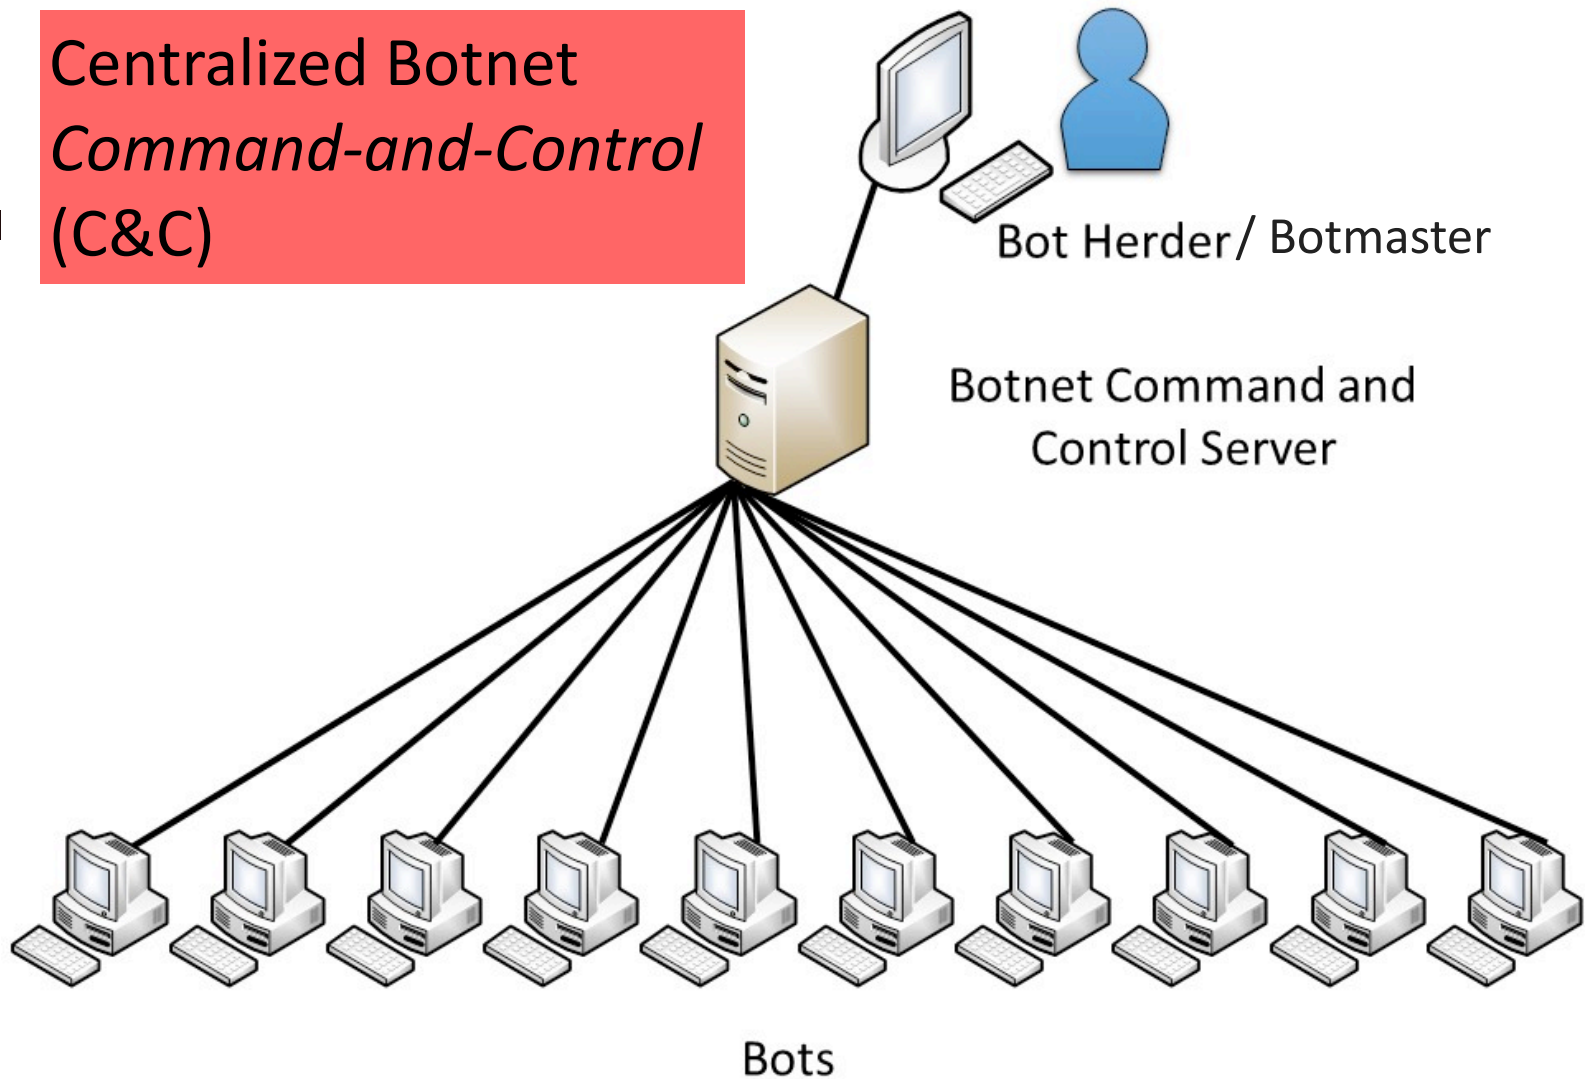 Centralized Botnet
Command-and-Control
(C&C)
Bot Herder / Botmaster
Botnet Command and
Control Server
Bots